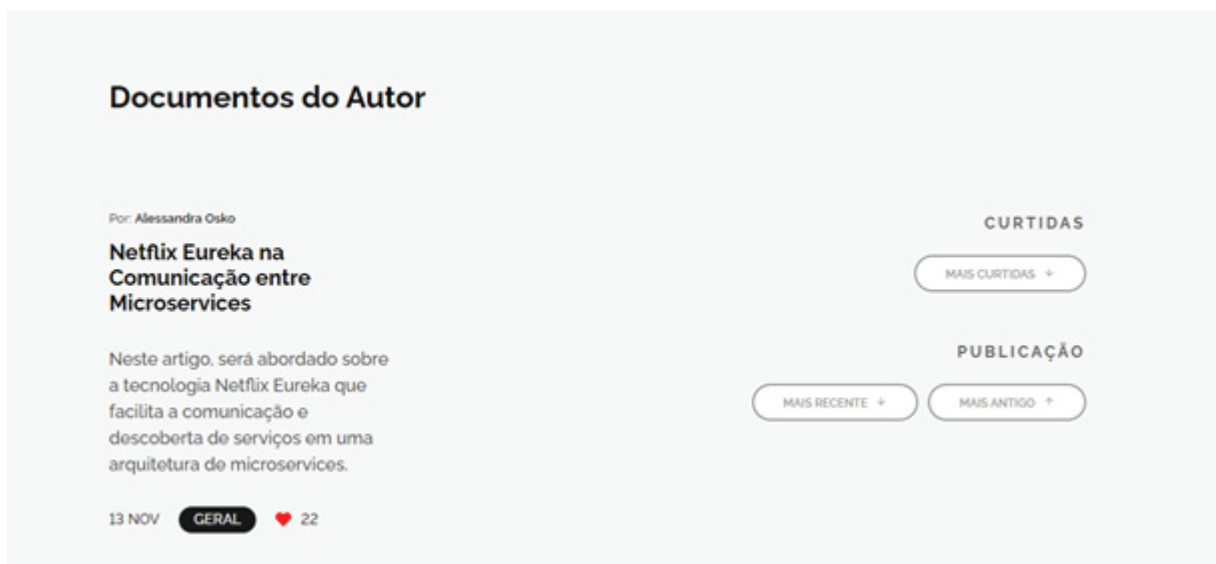 Documentos do Autor
Por: Alessandra Osko
Netflix Eureka na
Comunicação entre
Microservices
Neste artigo, será abordado sobre
a tecnologia Netflix Eureka que
facilita a comunicação e
descoberta de serviços em uma
arquitetura de microservices.
13 NOV GERAL 22
CURTIDAS
MAIS CURTIDAS ↓
PUBLICAÇÃO
MAIS RECENTE ↓ MAIS ANTIGO ↑